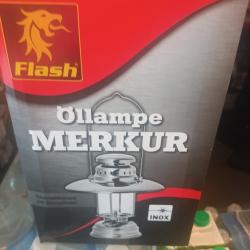 Flash
Öllampe
MERKUR
INOX